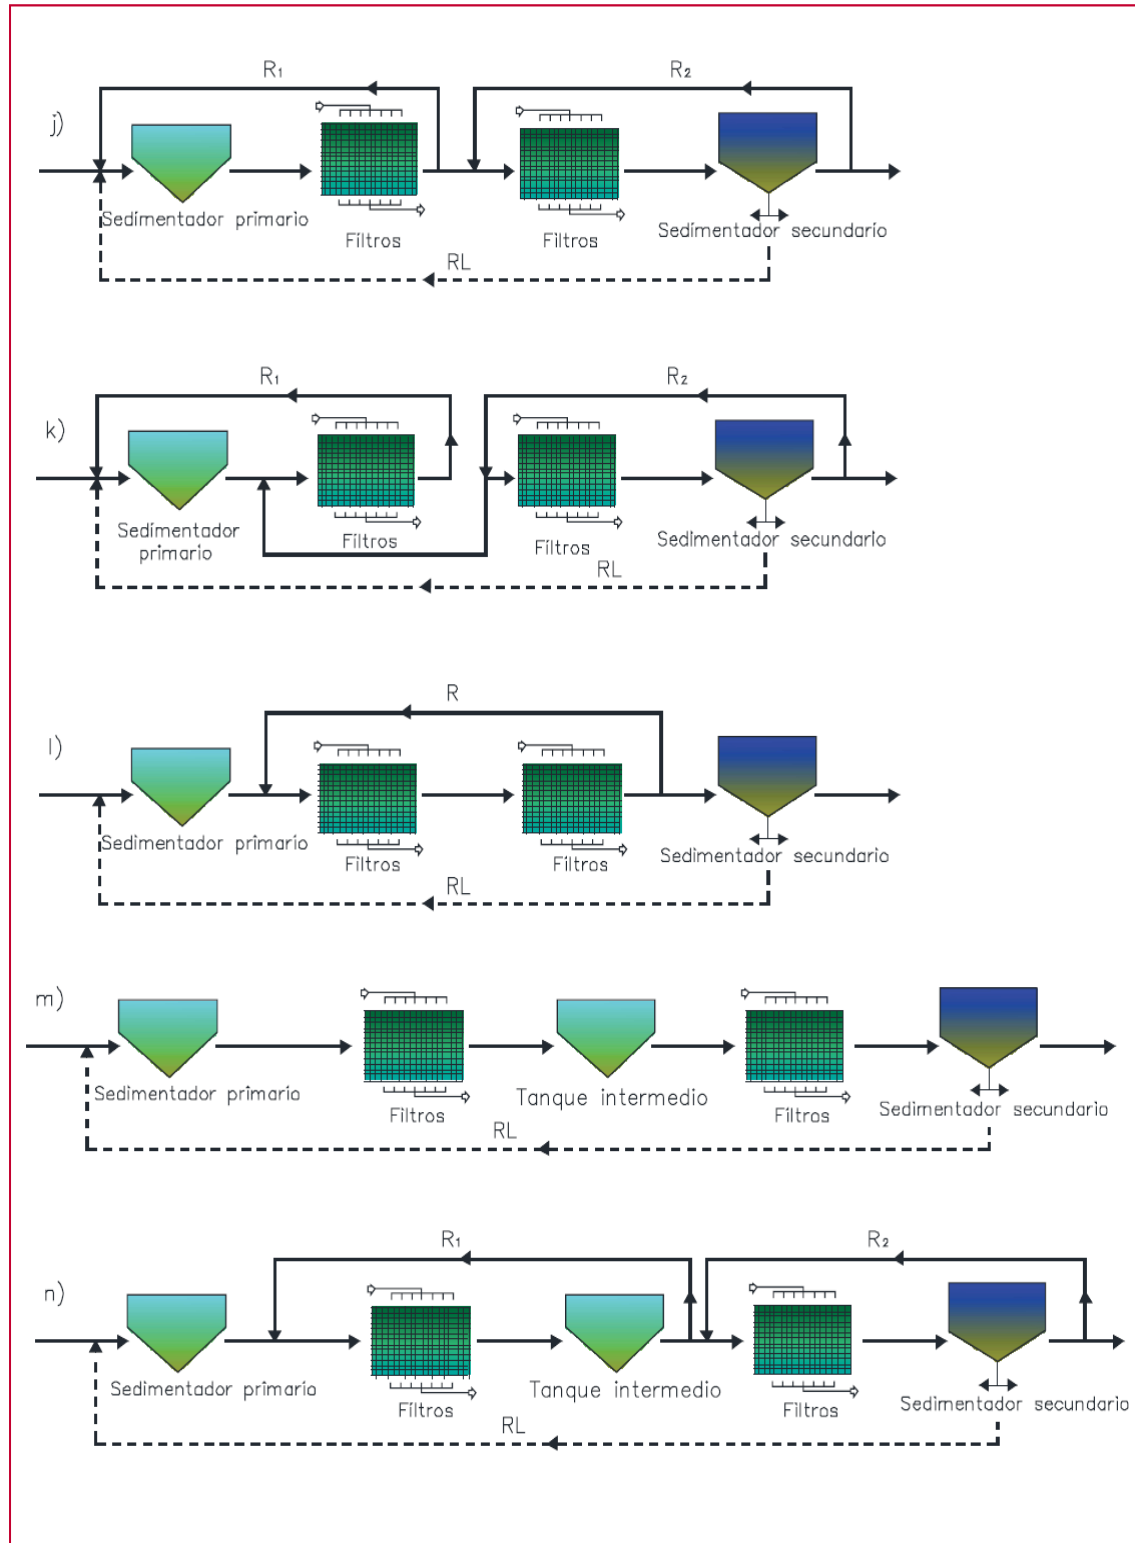 R1
R2
j)
Sedimentador primario
Filtros
Filtros
Sedimentador secundario
RL
R1
R2
k)
Sedimentador
primario
Filtros
Filtros
Sedimentador secundario
RL
R
l)
Sedimentador primario
Filtros
Filtros
Sedimentador secundario
RL
m)
Sedimentador primario
Filtros
Tanque intermedio
Filtros
Sedimentador secundario
RL
R1
R2
n)
Sedimentador primario
Filtros
Tanque intermedio
Filtros
Sedimentador secundario
RL